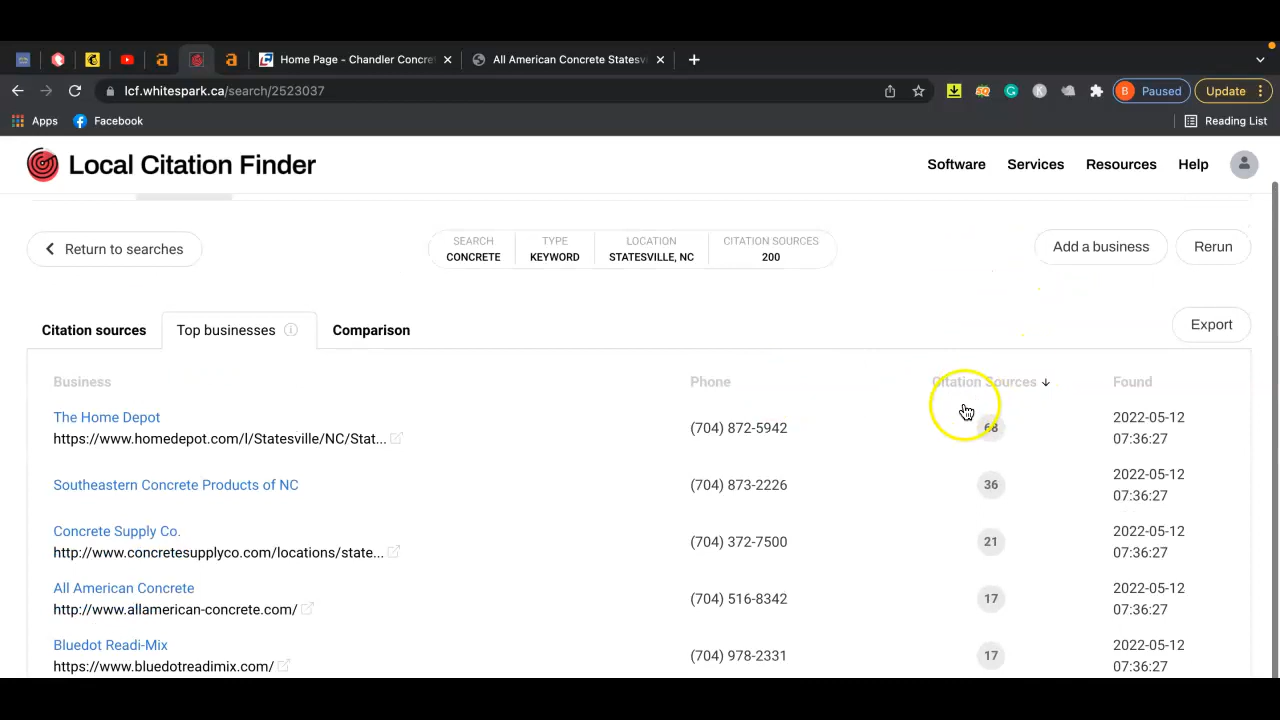 Home Page - Chandler Concre
All American Concrete Statesvi
lcf.whitespark.ca/search/2523037
B Paused
Update
Apps
Facebook
Reading List
Local Citation Finder
Software
Services
Resources
Help
Return to searches
SEARCH
CONCRETE
TYPE
KEYWORD
LOCATION
STATESVILLE, NC
CITATION SOURCES
200
Add a business
Rerun
Citation sources
Top businesses
Comparison
Export
Business
Phone
Citation Sources
Found
The Home Depot
https://www.homedepot.com/l/Statesville/NC/Stat...
(704) 872-5942
68
2022-05-12
07:36:27
Southeastern Concrete Products of NC
(704) 873-2226
36
2022-05-12
07:36:27
Concrete Supply Co.
http://www.concretesupplyco.com/locations/state...
(704) 372-7500
21
2022-05-12
07:36:27
All American Concrete
http://www.allamerican-concrete.com/
(704) 516-8342
17
2022-05-12
07:36:27
Bluedot Readi-Mix
https://www.bluedotreadimix.com/
(704) 978-2331
17
2022-05-12
07:36:27